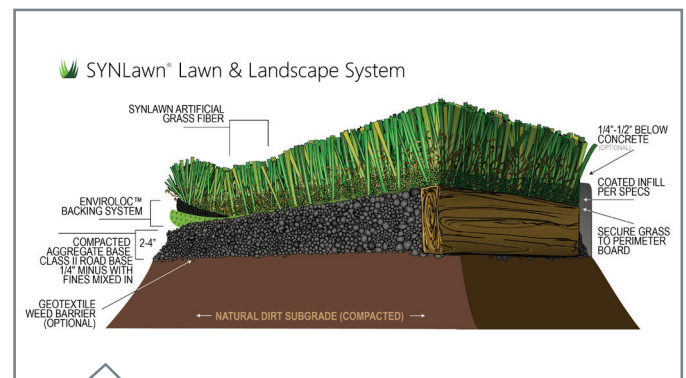 SYNLawn® Lawn & Landscape System
SYNLAWN ARTIFICIAL
GRASS FIBER
1/4"-1/2" BELOW
CONCRETE
(OPTIONAL)
COATED INFILL
PER SPECS
SECURE GRASS
TO PERIMETER
BOARD
ENVIROLOC™
BACKING SYSTEM
2-4"
COMPACTED
AGGREGATE BASE
CLASS II ROAD BASE
1/4" MINUS WITH
FINES MIXED IN
GEOTEXTILE
WEED BARRIER
(OPTIONAL)
NATURAL DIRT SUBGRADE (COMPACTED)